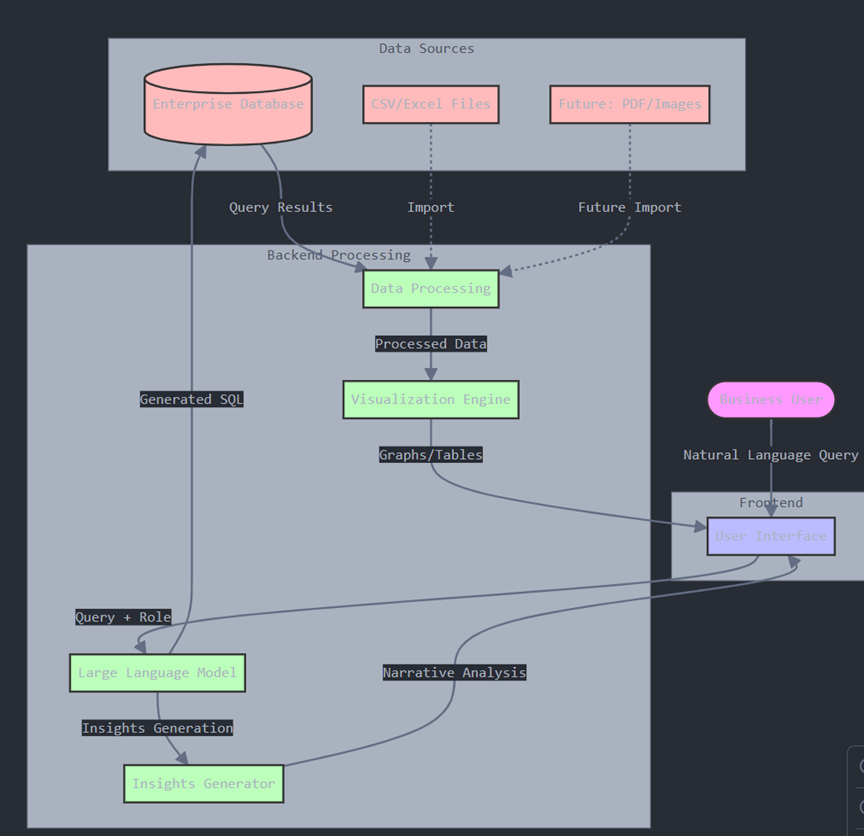 Data Sources
Enterprise Database
CSV/Excel Files
Future: PDF/Images
Query Results
Import
Future Import
Backend Processing
Data Processing
Processed Data
Generated SQL
Visualization Engine
Business User
Graphs/Tables
Natural Language Query
Frontend
User Interface
Query + Role
Large Language Model
Narrative Analysis
Insights Generation
Insights Generator